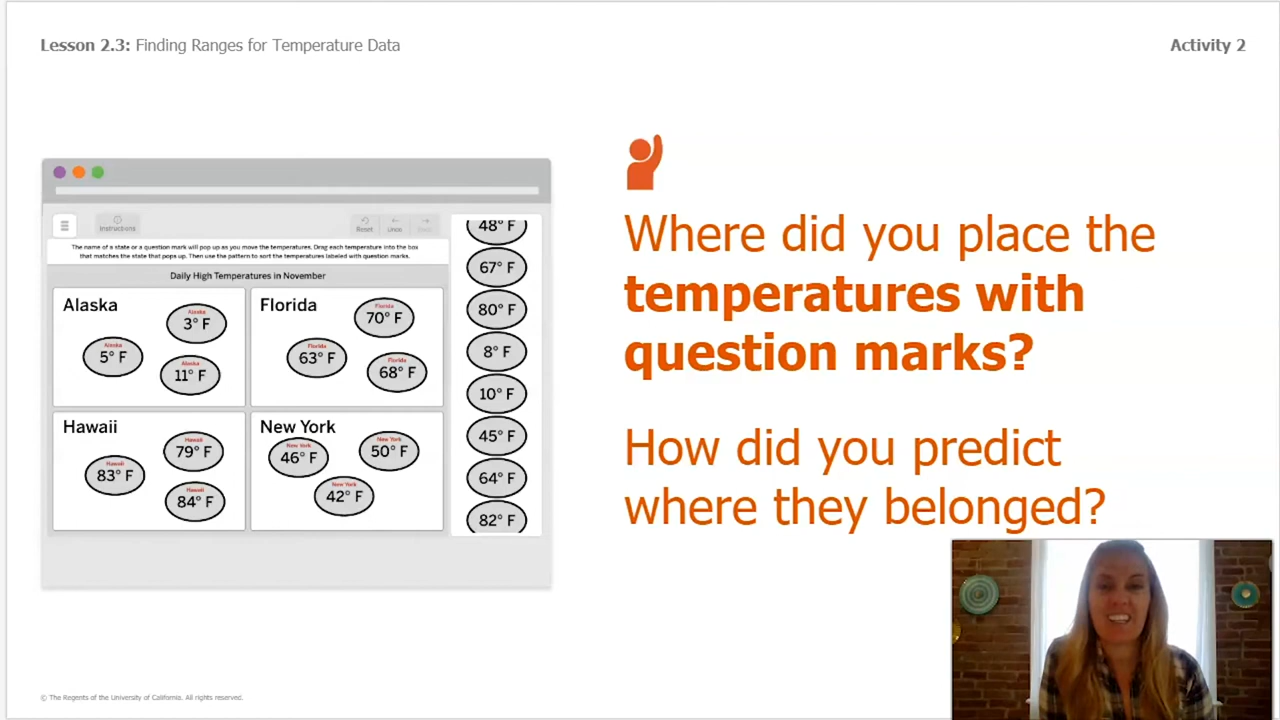 Lesson 2.3: Finding Ranges for Temperature Data
Activity 2
Instructions
Reset
Undo
The name of a state or a question mark will pop up as you move the temperatures. Drag each temperature into the box
that matches the state that pops up. Then use the pattern to sort the temperatures labeled with question marks.
Daily High Temperatures in November
Alaska
Alaska
3° F
Alaska
5° F
Alaska
11° F
Florida
Florida
70° F
Florida
63° F
Florida
68° F
Hawaii
Hawaii
79° F
Hawaii
83° F
Hawaii
84° F
New York
New York
46° F
New York
50° F
New York
42° F
48° F
67° F
80° F
8° F
10° F
45° F
64° F
82° F
Where did you place the
temperatures with
question marks?
How did you predict
where they belonged?
© The Regents of the University of California. All rights reserved.